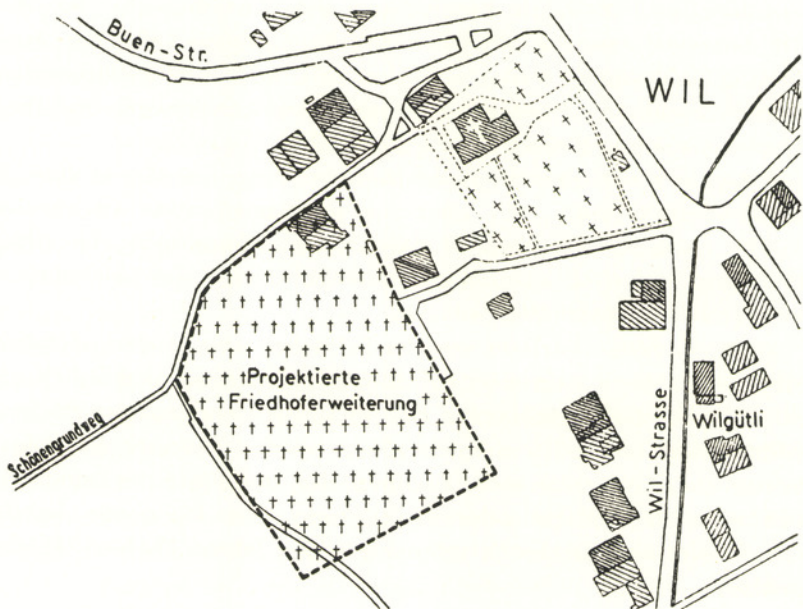 Buen-Str.
WIL
Projektierte
Friedhoferweiterung
Schönengrundweg
Wil-Strasse
Wilgütli